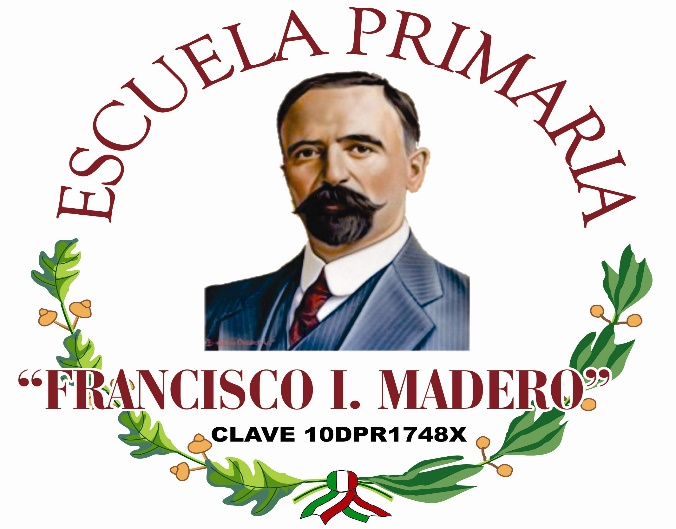 ESCUELA PRIMARIA
“FRANCISCO I. MADERO”
CLAVE 10DPR1748X